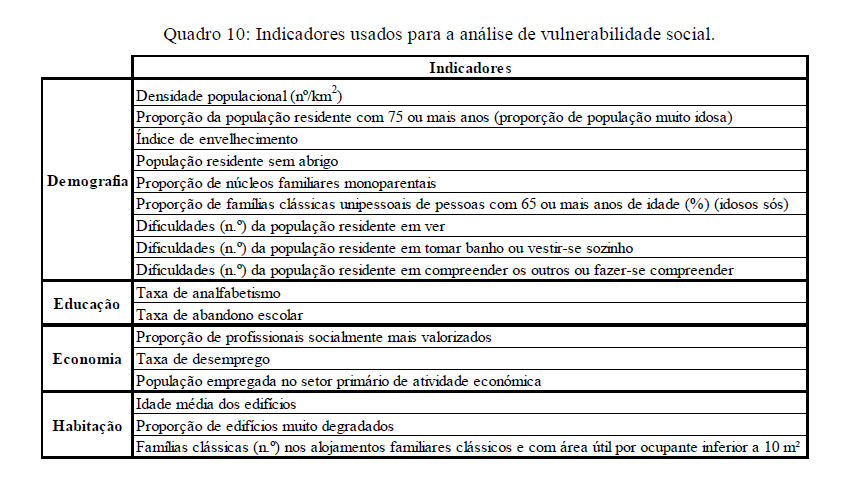 Quadro 10: Indicadores usados para a análise de vulnerabilidade social.
Indicadores
Demografia
Densidade populacional (nº/km²)
Proporção da população residente com 75 ou mais anos (proporção de população muito idosa)
Índice de envelhecimento
População residente sem abrigo
Proporção de núcleos familiares monoparentais
Proporção de famílias clássicas unipessoais de pessoas com 65 ou mais anos de idade (%) (idosos sós)
Dificuldades (n.º) da população residente em ver
Dificuldades (n.º) da população residente em tomar banho ou vestir-se sozinho
Dificuldades (n.º) da população residente em compreender os outros ou fazer-se compreender
Educação
Taxa de analfabetismo
Taxa de abandono escolar
Economia
Proporção de profissionais socialmente mais valorizados
Taxa de desemprego
População empregada no setor primário de atividade económica
Habitação
Idade média dos edifícios
Proporção de edifícios muito degradados
Famílias clássicas (n.º) nos alojamentos familiares clássicos e com área útil por ocupante inferior a 10 m²